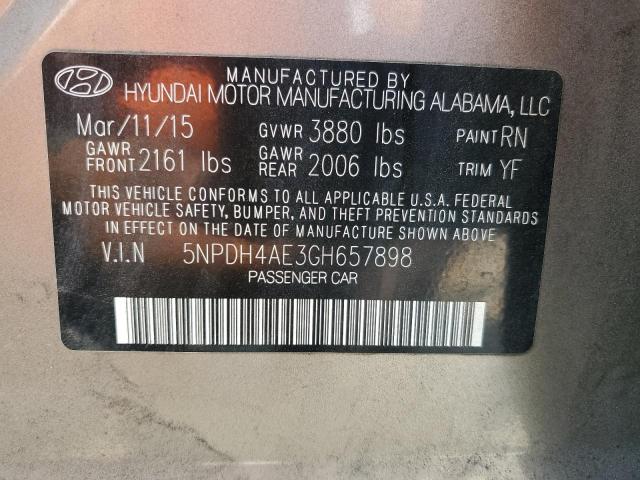 MANUFACTURED BY
HYUNDAI MOTOR MANUFACTURING ALABAMA, LLC
Mar/11/15 GVWR 3880 lbs PAINT RN
GAWR FRONT 2161 lbs GAWR REAR 2006 lbs TRIM YF
THIS VEHICLE CONFORMS TO ALL APPLICABLE U.S.A. FEDERAL
MOTOR VEHICLE SAFETY, BUMPER, AND THEFT PREVENTION STANDARDS
IN EFFECT ON THE DATE OF MANUFACTURE SHOWN ABOVE
V.I.N 5NPDH4AE3GH657898
PASSENGER CAR